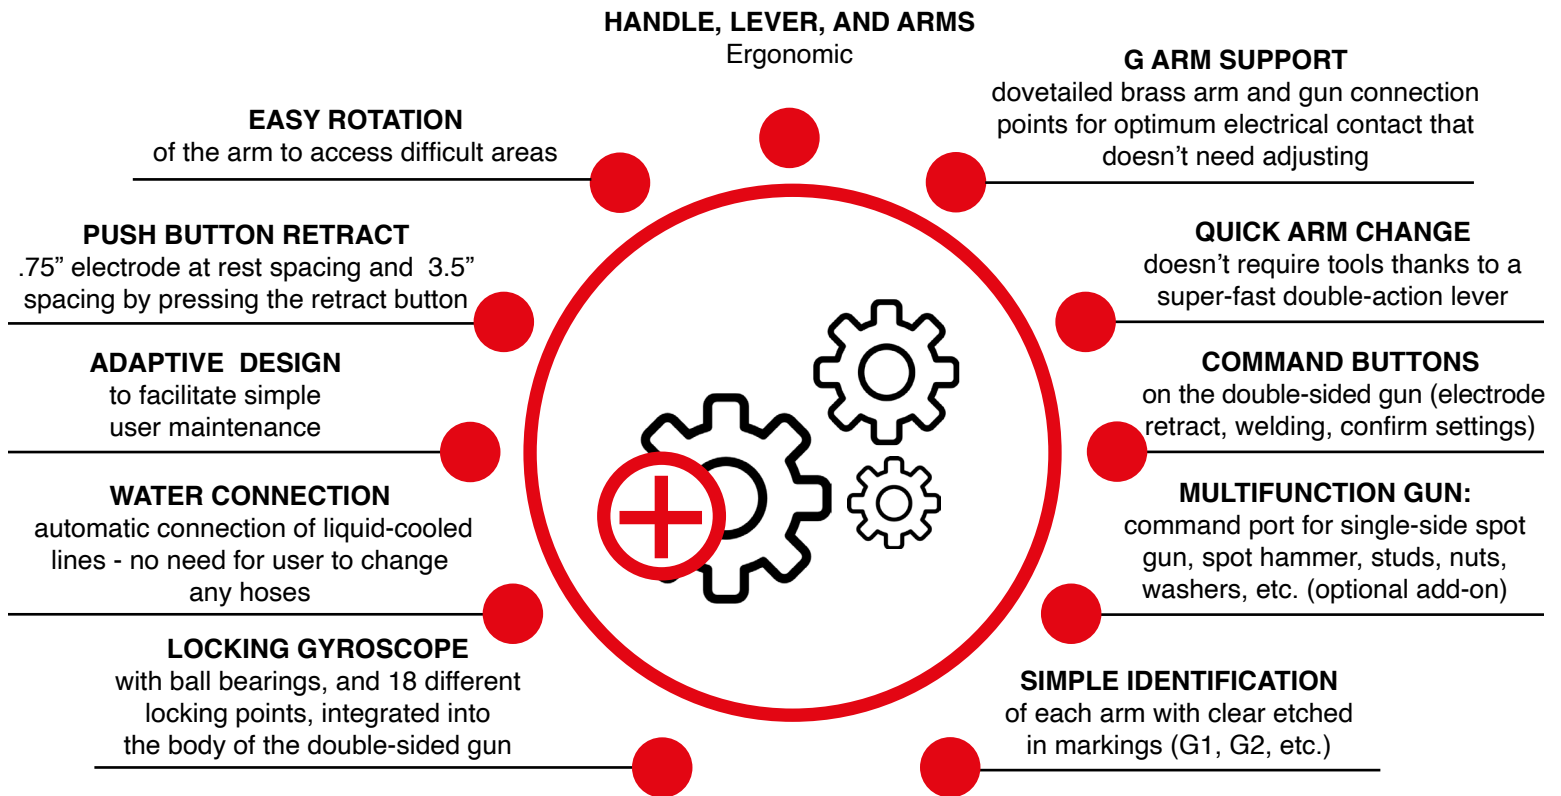 HANDLE, LEVER, AND ARMS
Ergonomic
EASY ROTATION
of the arm to access difficult areas
PUSH BUTTON RETRACT
.75” electrode at rest spacing and  3.5”
spacing by pressing the retract button
ADAPTIVE  DESIGN
to facilitate simple
user maintenance
WATER CONNECTION
automatic connection of liquid-cooled
lines - no need for user to change
any hoses
LOCKING GYROSCOPE
with ball bearings, and 18 different
locking points, integrated into
the body of the double-sided gun
G ARM SUPPORT
dovetailed brass arm and gun connection
points for optimum electrical contact that
doesn’t need adjusting
QUICK ARM CHANGE
doesn’t require tools thanks to a
super-fast double-action lever
COMMAND BUTTONS
on the double-sided gun (electrode
retract, welding, confirm settings)
MULTIFUNCTION GUN:
command port for single-side spot
gun, spot hammer, studs, nuts,
washers, etc. (optional add-on)
SIMPLE IDENTIFICATION
of each arm with clear etched
in markings (G1, G2, etc.)